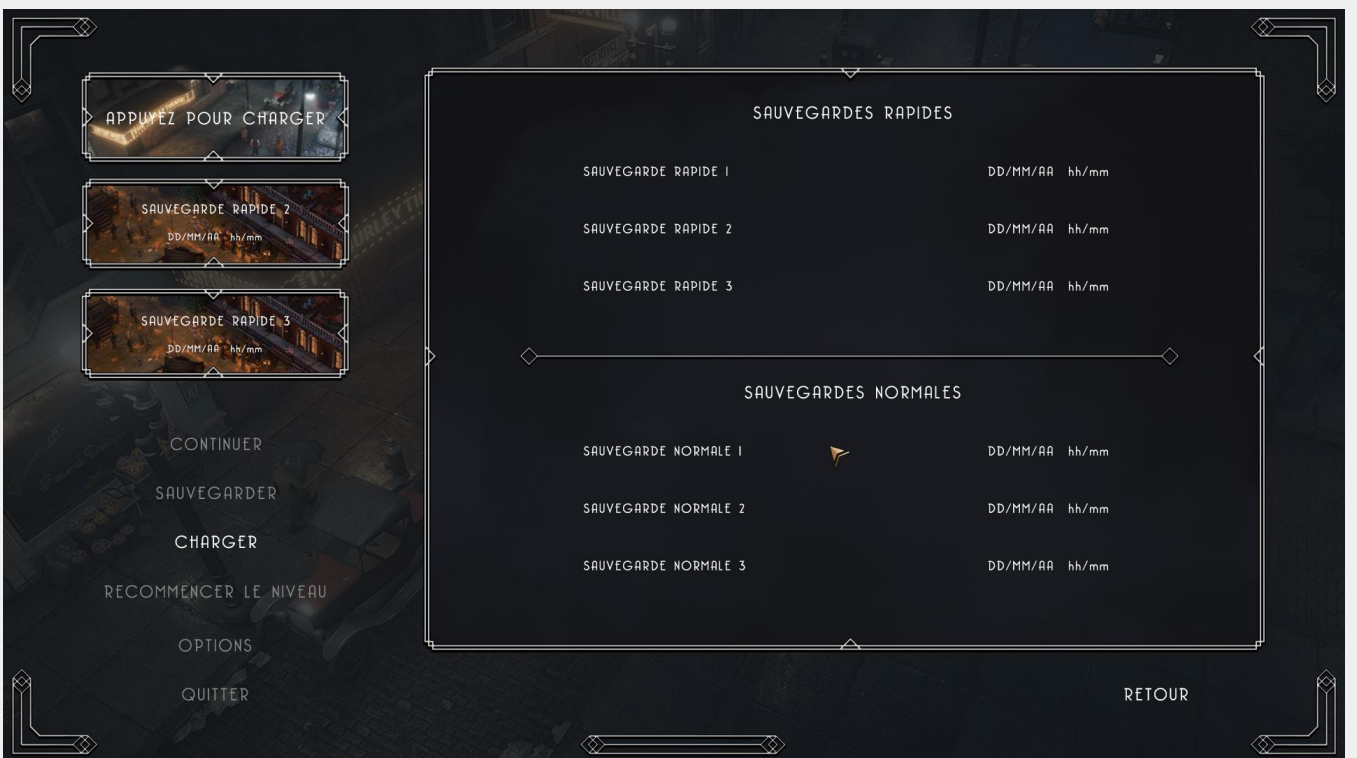 APPUYEZ POUR CHARGER
SAUVEGARDE RAPIDE 2
DD/MM/AA hh/mm
SAUVEGARDE RAPIDE 3
DD/MM/AA hh/mm
CONTINUER
SAUVEGARDER
CHARGER
RECOMMENCER LE NIVEAU
OPTIONS
QUITTER
SAUVEGARDES RAPIDES
SAUVEGARDE RAPIDE 1 DD/MM/AA hh/mm
SAUVEGARDE RAPIDE 2 DD/MM/AA hh/mm
SAUVEGARDE RAPIDE 3 DD/MM/AA hh/mm
SAUVEGARDES NORMALES
SAUVEGARDE NORMALE 1 DD/MM/AA hh/mm
SAUVEGARDE NORMALE 2 DD/MM/AA hh/mm
SAUVEGARDE NORMALE 3 DD/MM/AA hh/mm
RETOUR